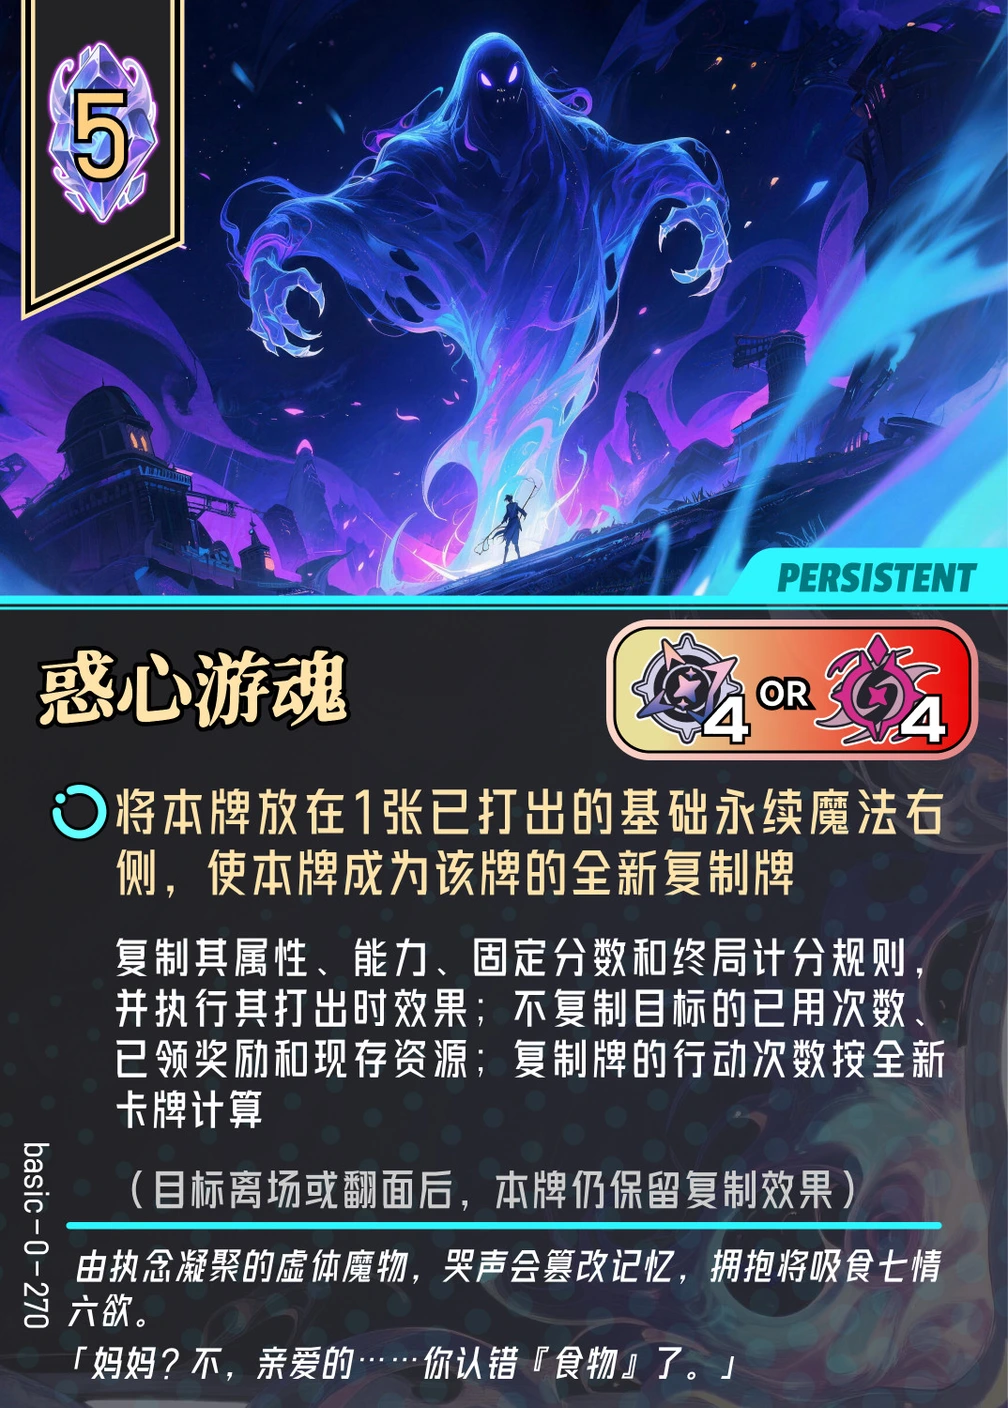 5
PERSISTENT
惑心游魂
4 OR 4
将本牌放在1张已打出的基础永续魔法右
侧，使本牌成为该牌的全新复制牌
复制其属性、能力、固定分数和终局计分规则，
并执行其打出时效果；不复制目标的已用次数、
已领奖励和现存资源；复制牌的行动次数按全新
卡牌计算
（目标离场或翻面后，本牌仍保留复制效果）
basic-0-270
由执念凝聚的虚体魔物，哭声会篡改记忆，拥抱将吸食七情
六欲。
「妈妈？不，亲爱的……你认错『食物』了。」